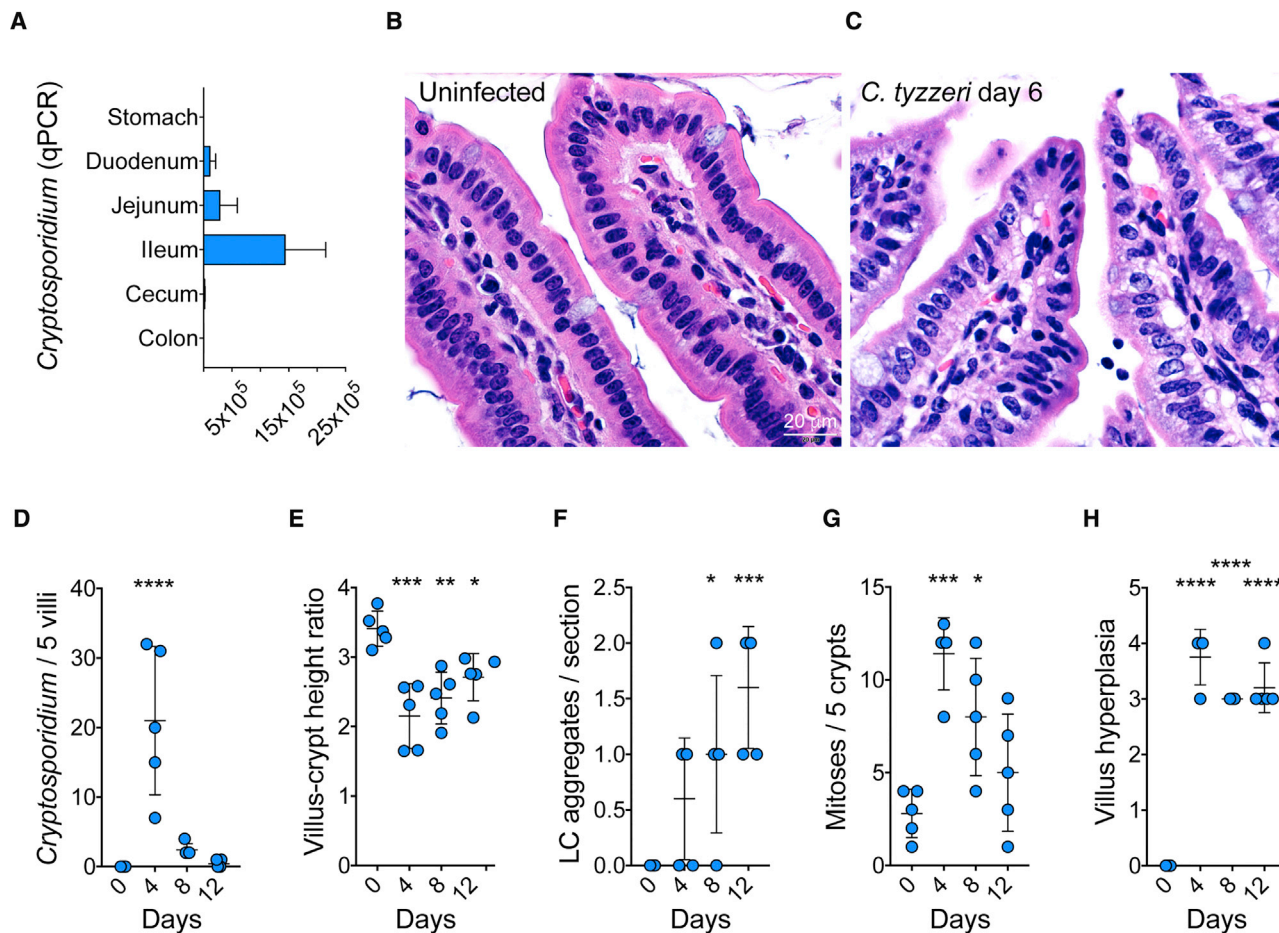 A
B
C
Cryptosporidium (qPCR)
Stomach
Duodenum
Jejunum
Ileum
Cecum
Colon
5x10⁵
15x10⁵
25x10⁵
Uninfected
20 µm
C. tyzzeri day 6
D
E
F
G
H
Cryptosporidium / 5 villi
40
30
20
10
0
****
0
4
8
12
Days
Villus-crypt height ratio
4
3
2
1
0
***
**
*
0
4
8
12
Days
LC aggregates / section
2.5
2.0
1.5
1.0
0.5
0.0
*
***
0
4
8
12
Days
Mitoses / 5 crypts
15
10
5
0
***
*
0
4
8
12
Days
Villus hyperplasia
5
4
3
2
1
0
****
****
****
0
4
8
12
Days